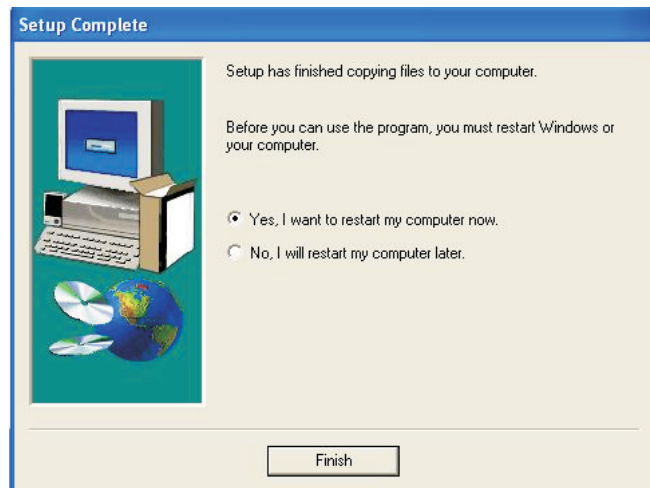 Setup Complete
Setup has finished copying files to your computer.
Before you can use the program, you must restart Windows or
your computer.
Yes, I want to restart my computer now.
No, I will restart my computer later.
Finish